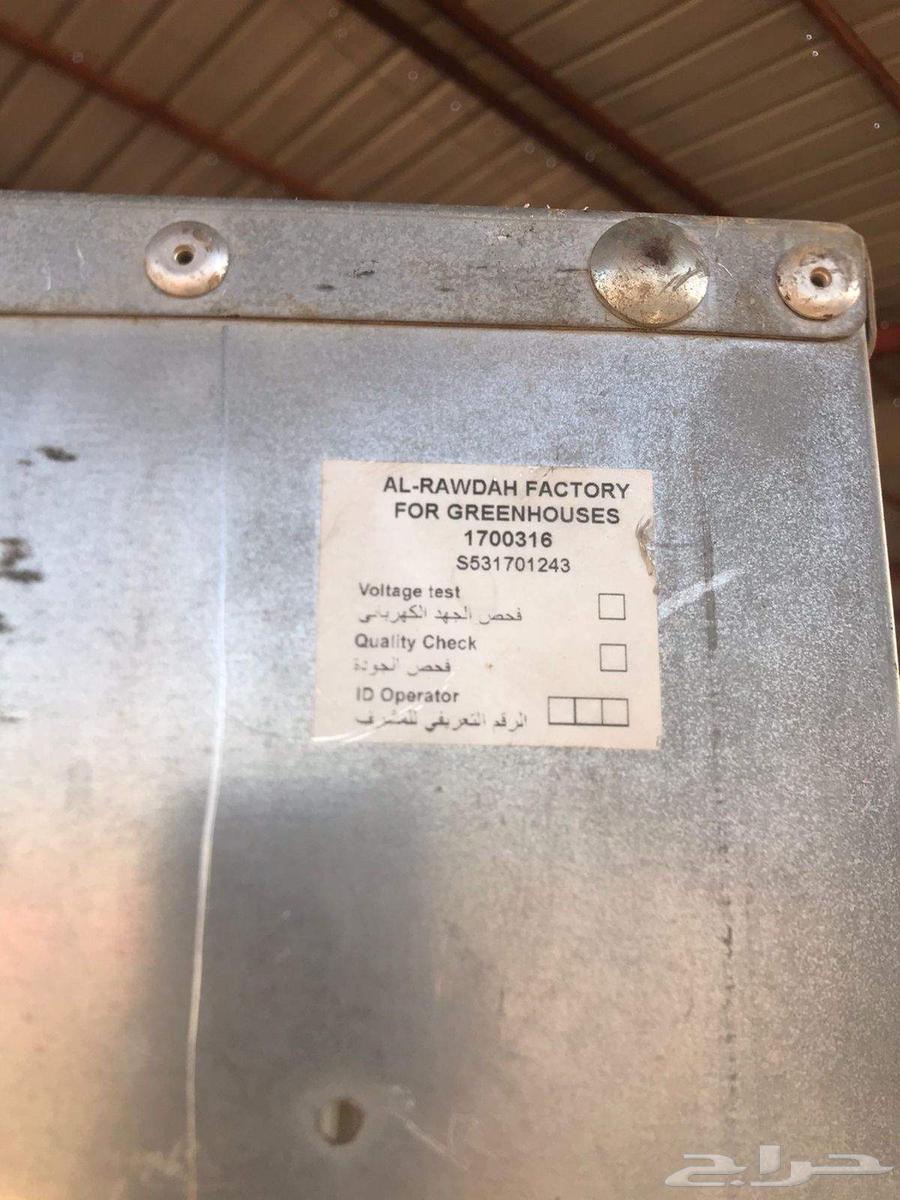 AL-RAWDAH FACTORY
FOR GREENHOUSES
1700316
S531701243
Voltage test
فحص الجهد الكهربائي
Quality Check
فحص الجودة
ID Operator
الرقم التعريفي للمشرف
حراج